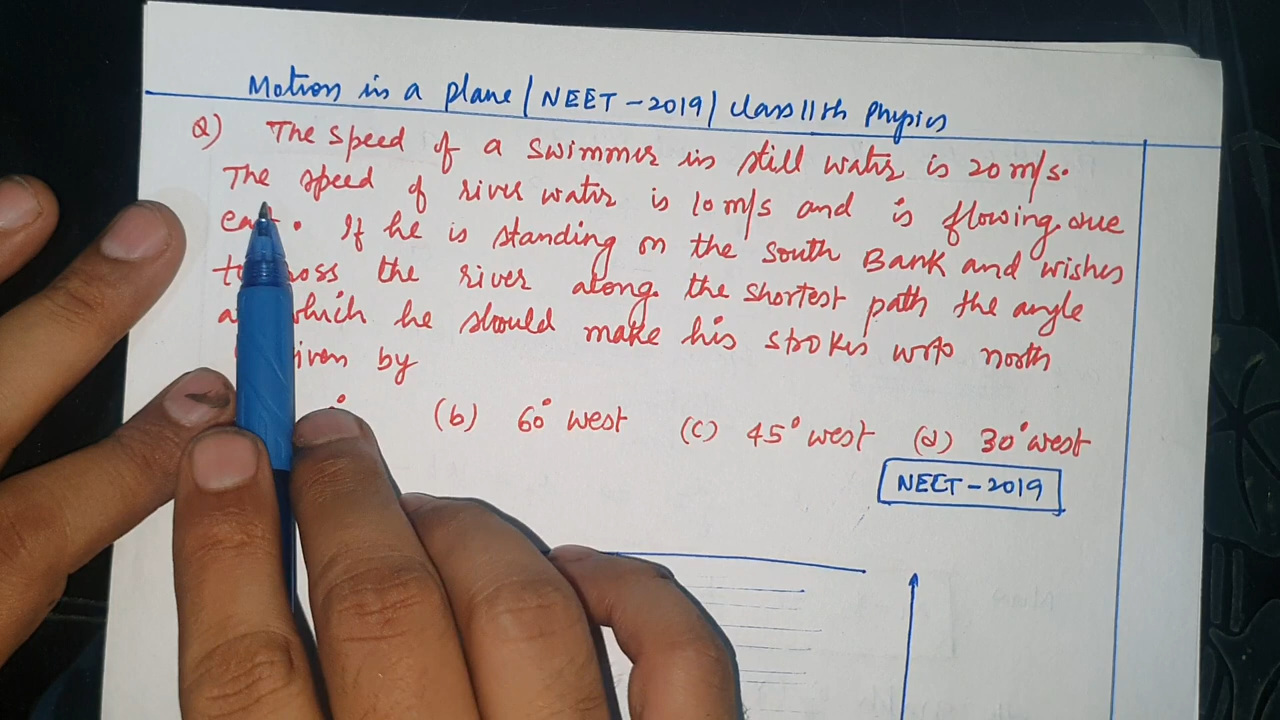 Motion in a plane / NEET - 2019 / class 11th Physics
Q) The speed of a swimmer in still water is 20 m/s.
The speed of river water is 10 m/s and is flowing due
east. If he is standing on the south Bank and wishes
to cross the river along the shortest path the angle
at which he should make his strokes w.r.to north
given by
(b) 60° west (c) 45° west (d) 30° west
NEET - 2019